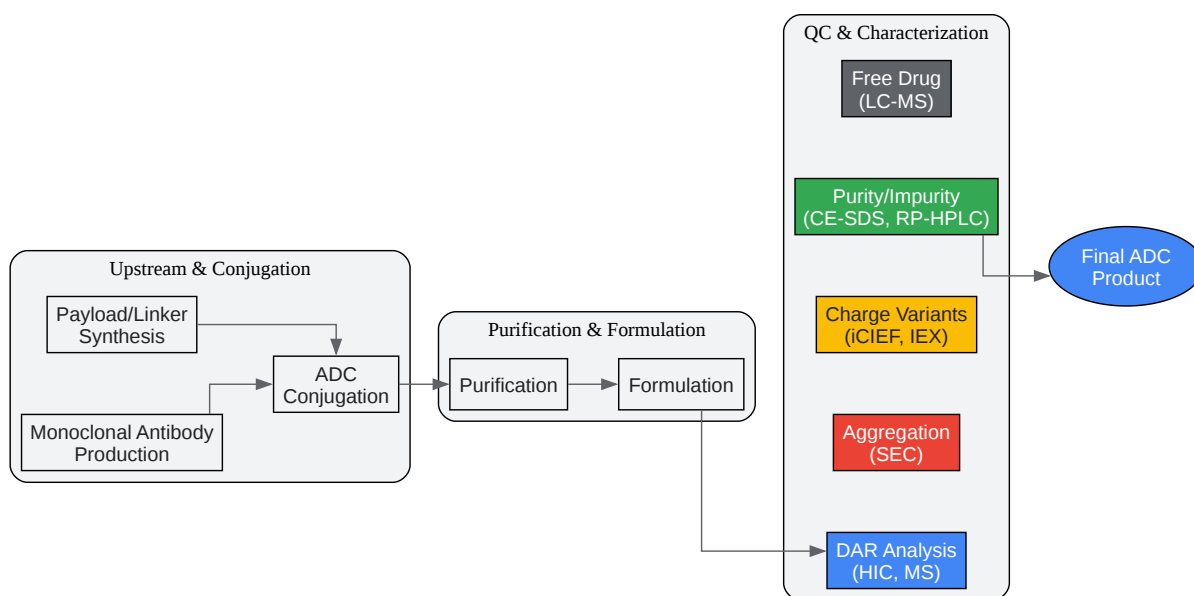 Upstream & Conjugation
Payload/Linker
Synthesis
Monoclonal Antibody
Production
ADC
Conjugation
Purification & Formulation
Purification
Formulation
QC & Characterization
Free Drug
(LC-MS)
Purity/Impurity
(CE-SDS, RP-HPLC)
Charge Variants
(iCIEF, IEX)
Aggregation
(SEC)
DAR Analysis
(HIC, MS)
Final ADC
Product